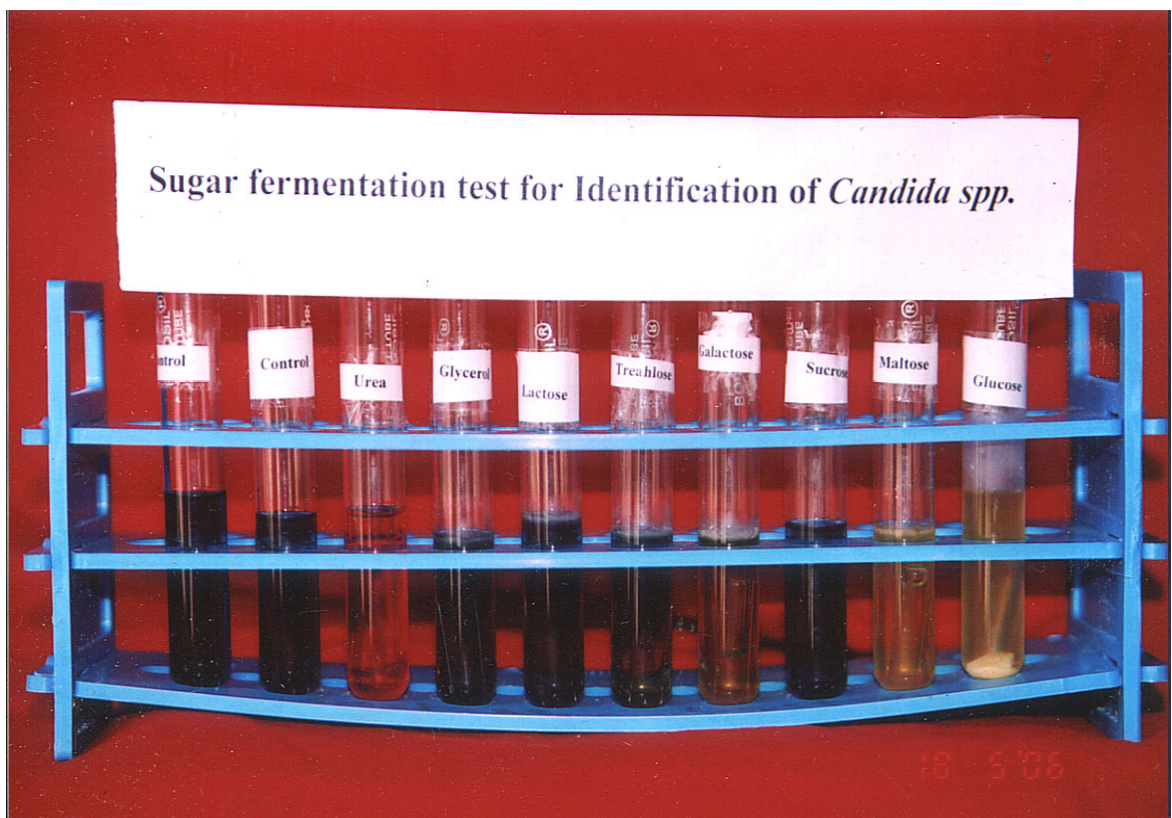 Sugar fermentation test for Identification of Candida spp.
ntrol
Control
Urea
Glycerol
Lactose
Treahlose
Galactose
Sucrose
Maltose
Glucose
18 5 '06